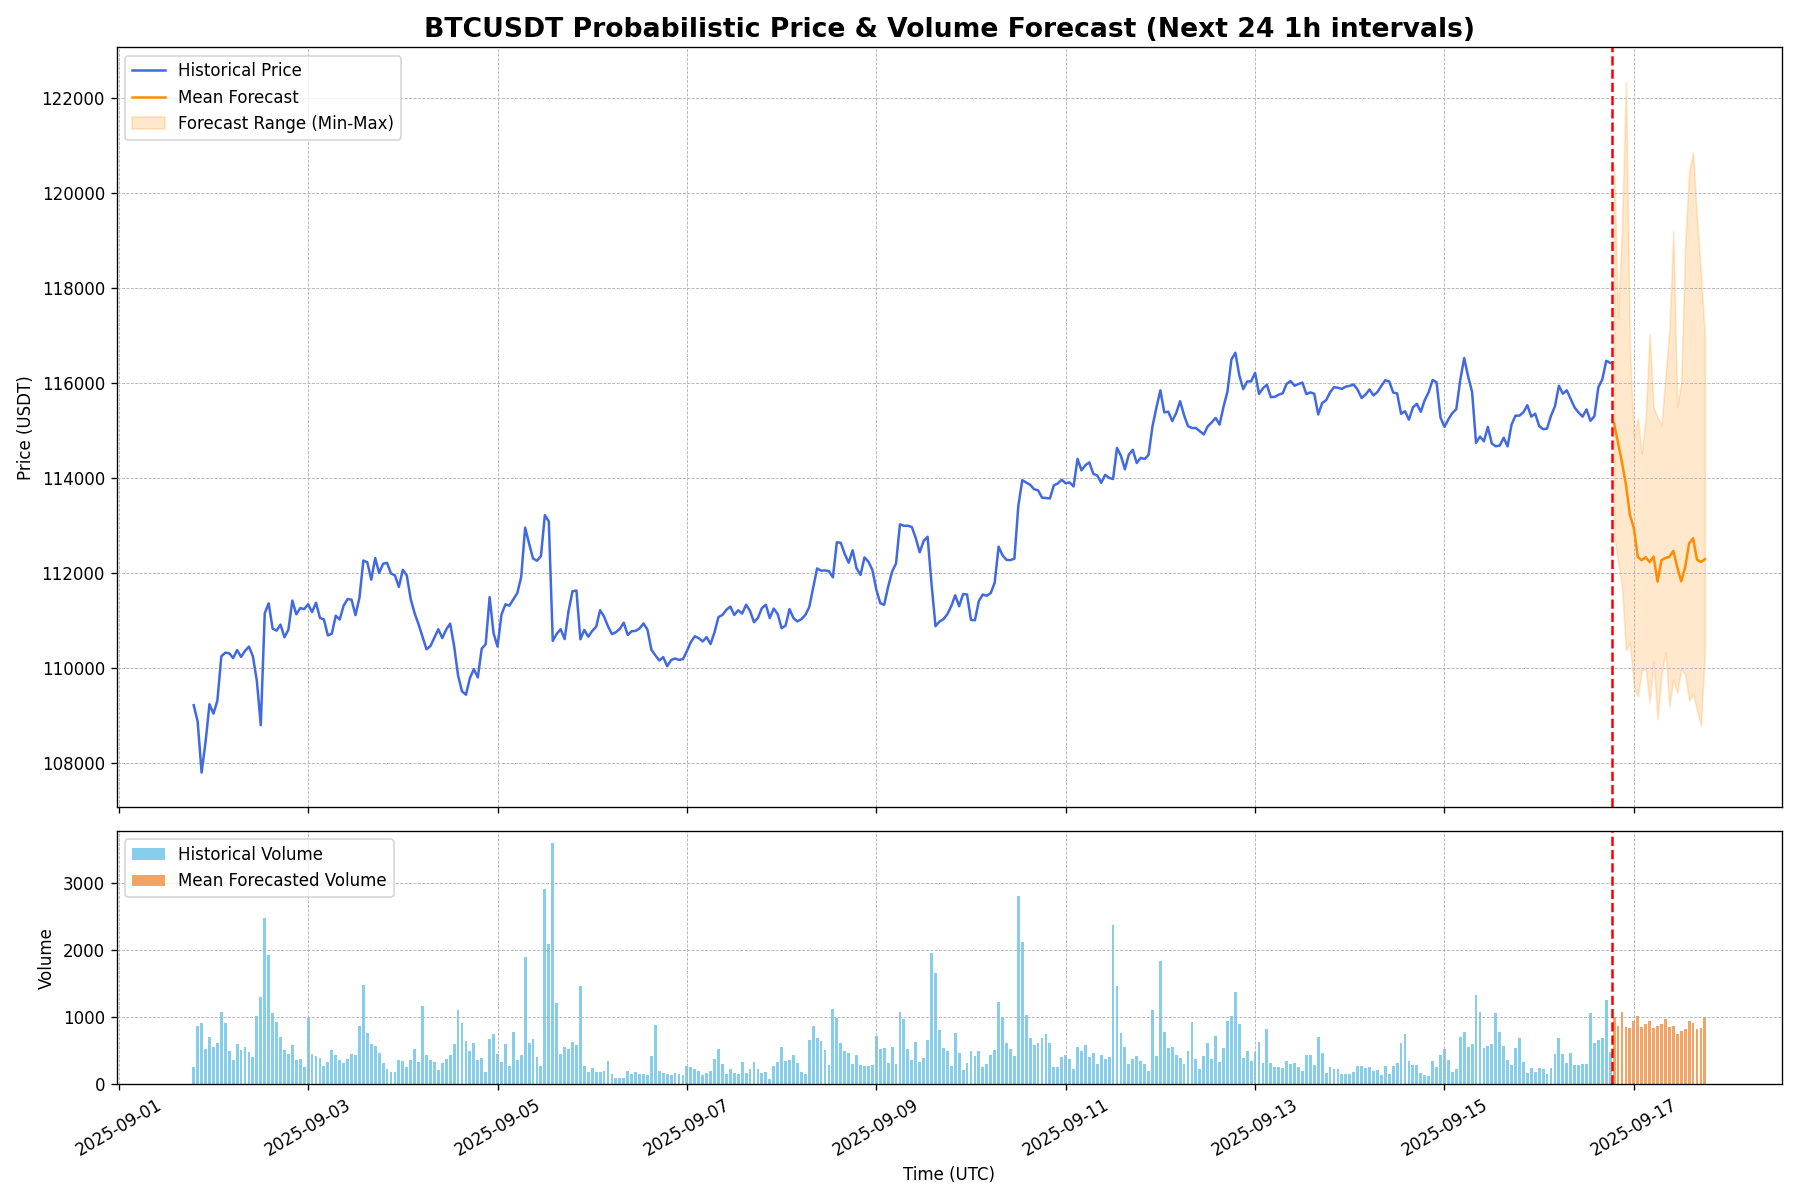 BTCUSDT Probabilistic Price & Volume Forecast (Next 24 1h intervals)
Historical Price
Mean Forecast
Forecast Range (Min-Max)
122000
120000
118000
116000
114000
112000
110000
108000
Price (USDT)
Historical Volume
Mean Forecasted Volume
3000
2000
1000
0
Volume
2025-09-01
2025-09-03
2025-09-05
2025-09-07
2025-09-09
2025-09-11
2025-09-13
2025-09-15
2025-09-17
Time (UTC)